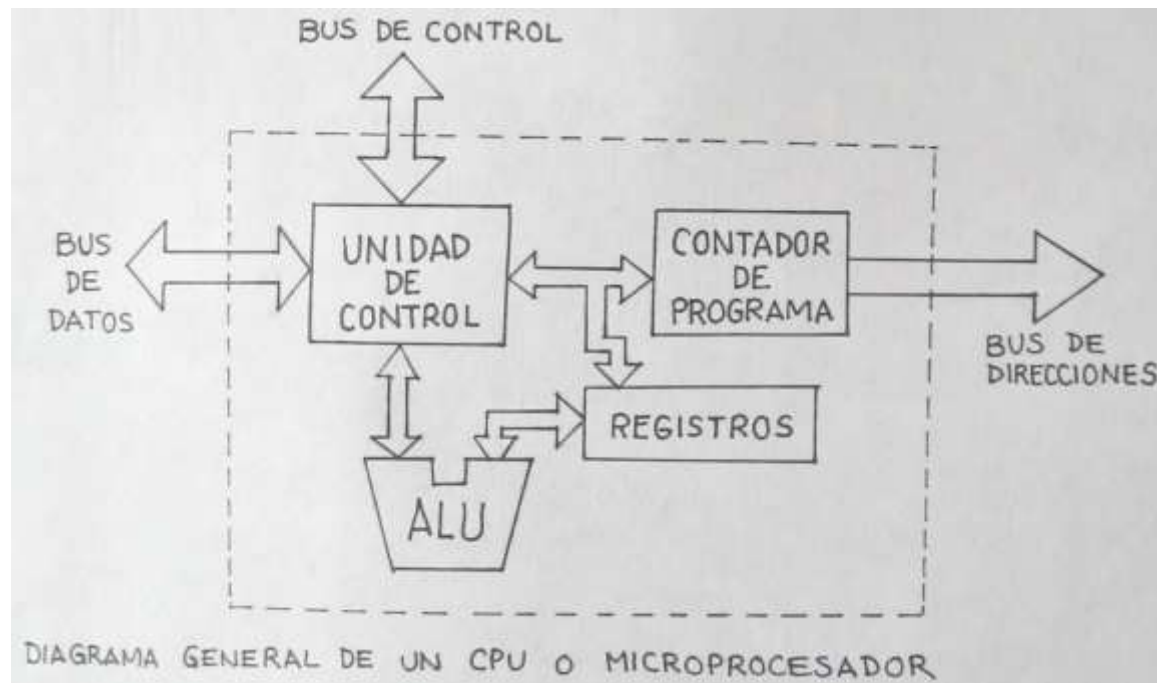 BUS DE CONTROL
BUS
DE
DATOS
UNIDAD
DE
CONTROL
CONTADOR
DE
PROGRAMA
BUS DE
DIRECCIONES
REGISTROS
ALU
DIAGRAMA GENERAL DE UN CPU O MICROPROCESADOR